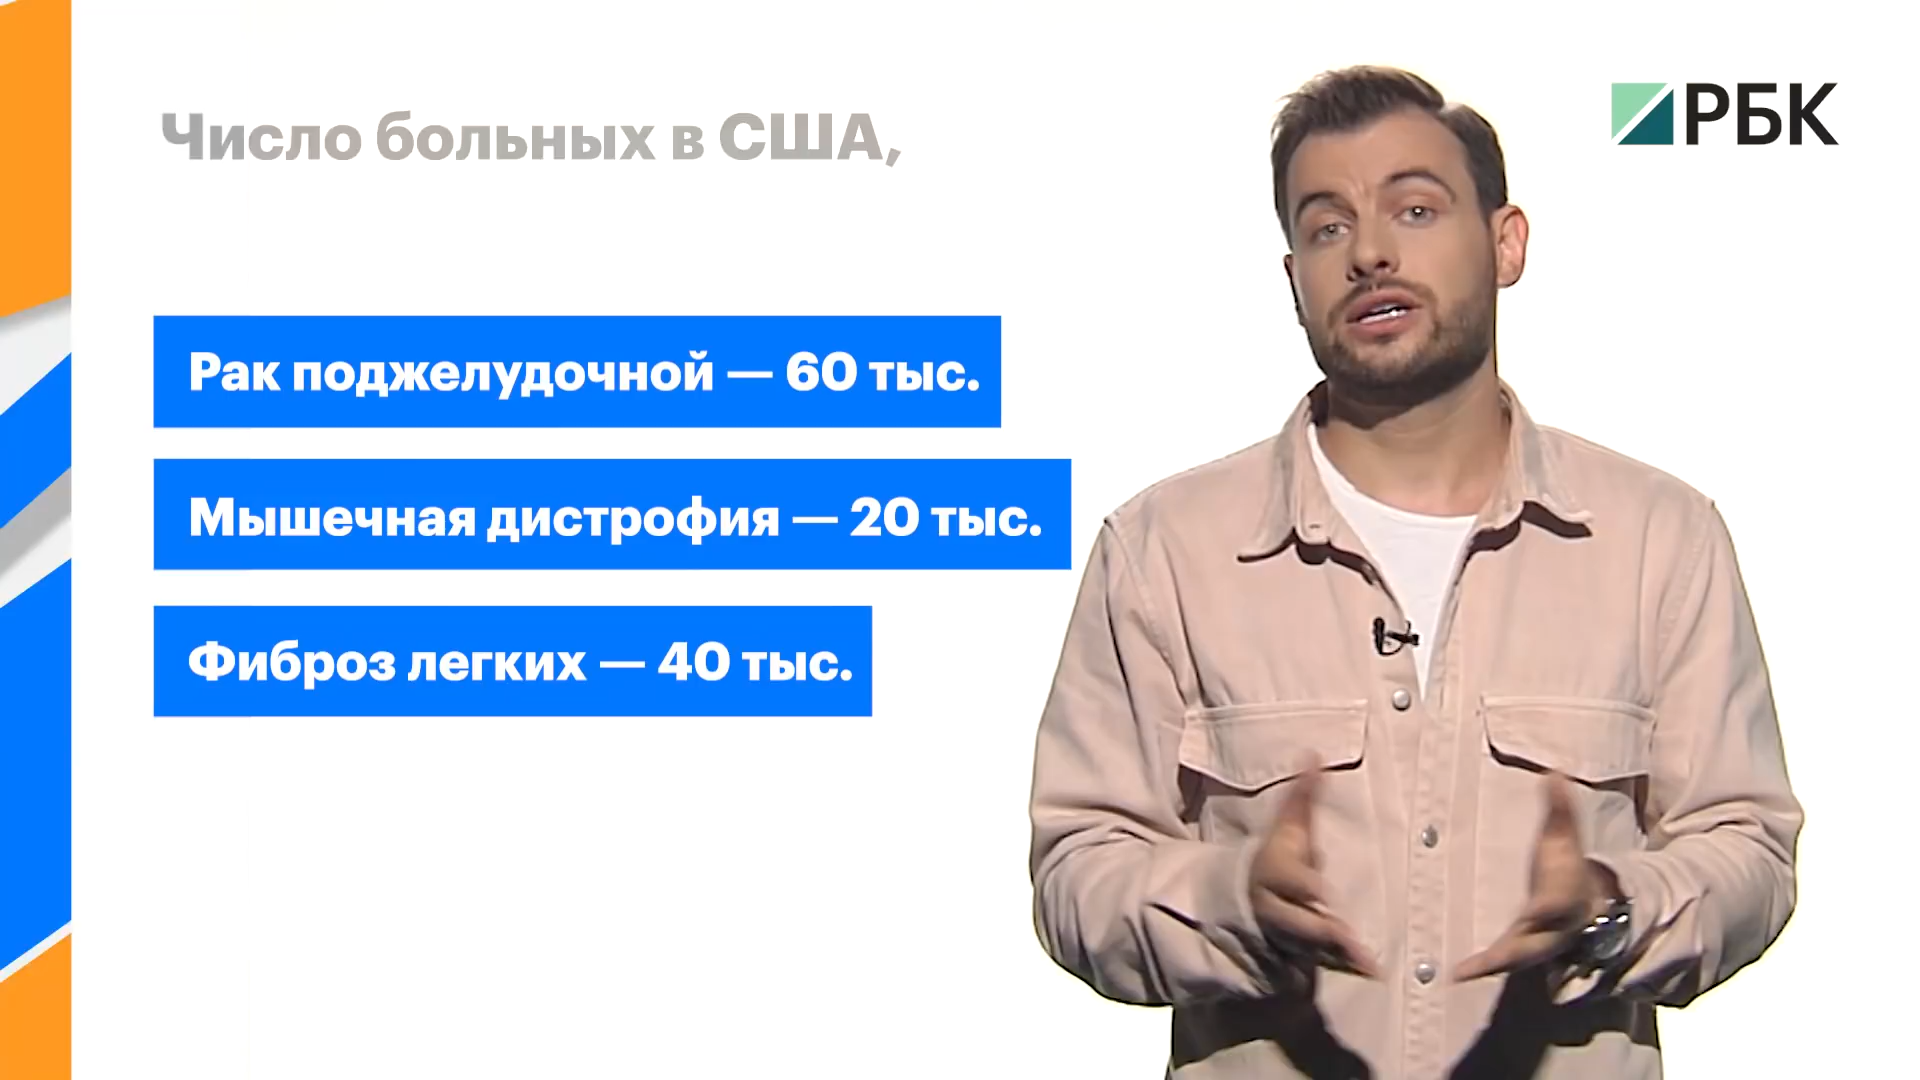 Число больных в США,
РБК
Рак поджелудочной — 60 тыс.
Мышечная дистрофия — 20 тыс.
Фиброз легких — 40 тыс.